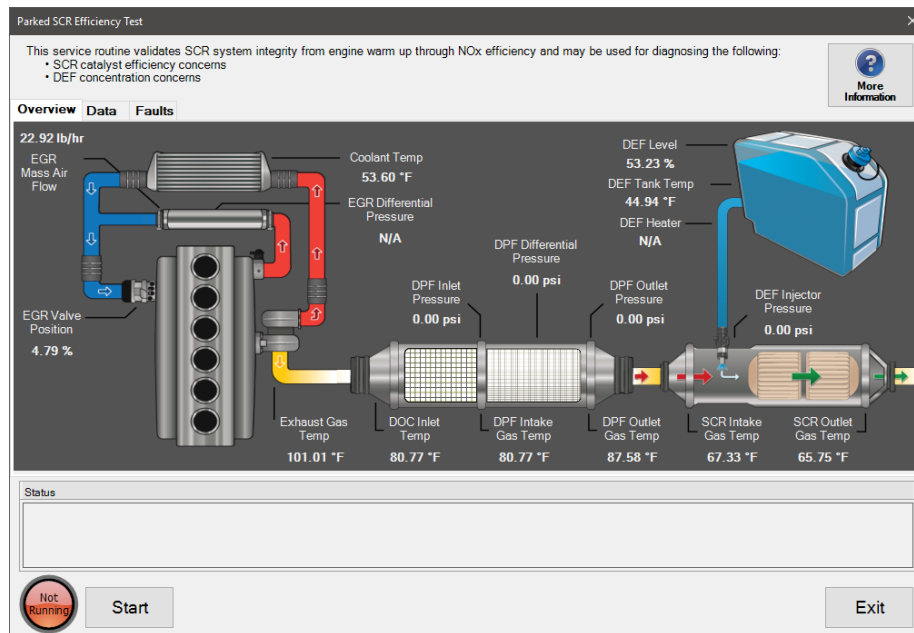 Parked SCR Efficiency Test
This service routine validates SCR system integrity from engine warm up through NOx efficiency and may be used for diagnosing the following:
• SCR catalyst efficiency concerns
• DEF concentration concerns
?
More
Information
Overview
Data
Faults
22.92 lb/hr
EGR
Mass Air
Flow
Coolant Temp
53.60 °F
EGR Differential
Pressure
N/A
EGR Valve
Position
4.79 %
DPF Inlet
Pressure
0.00 psi
DPF Differential
Pressure
0.00 psi
DPF Outlet
Pressure
0.00 psi
DEF Level
53.23 %
DEF Tank Temp
44.94 °F
DEF Heater
N/A
DEF Injector
Pressure
0.00 psi
Exhaust Gas
Temp
101.01 °F
DOC Inlet
Temp
80.77 °F
DPF Intake
Gas Temp
80.77 °F
DPF Outlet
Gas Temp
87.58 °F
SCR Intake
Gas Temp
67.33 °F
SCR Outlet
Gas Temp
65.75 °F
Status
Not
Running
Start
Exit